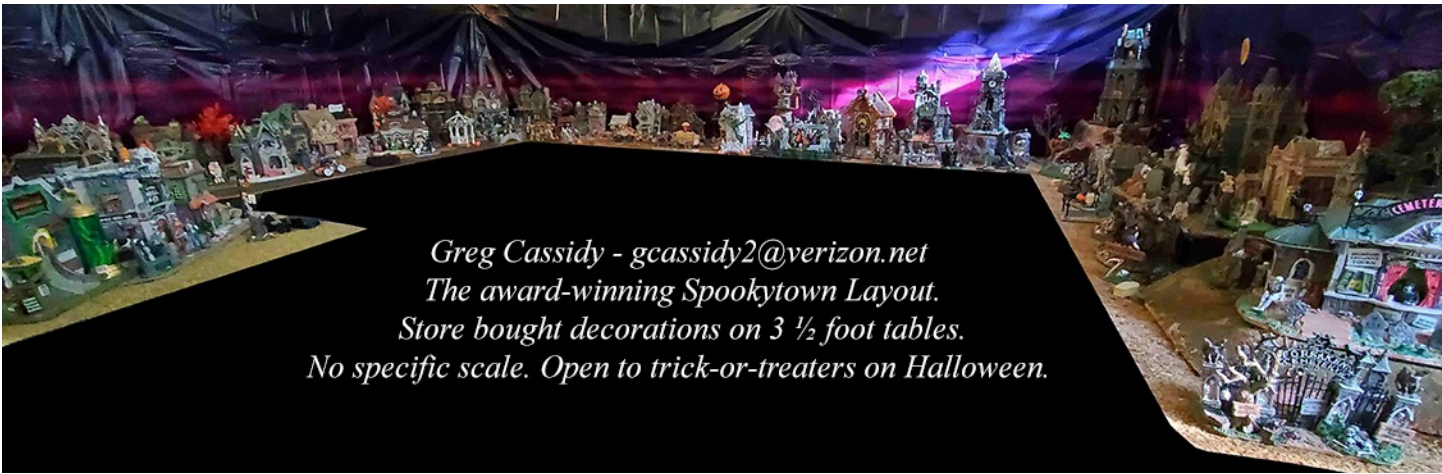 CEMETE
Greg Cassidy - gcassidy2@verizon.net
The award-winning Spookytown Layout.
Store bought decorations on 3 ½ foot tables.
No specific scale. Open to trick-or-treaters on Halloween.